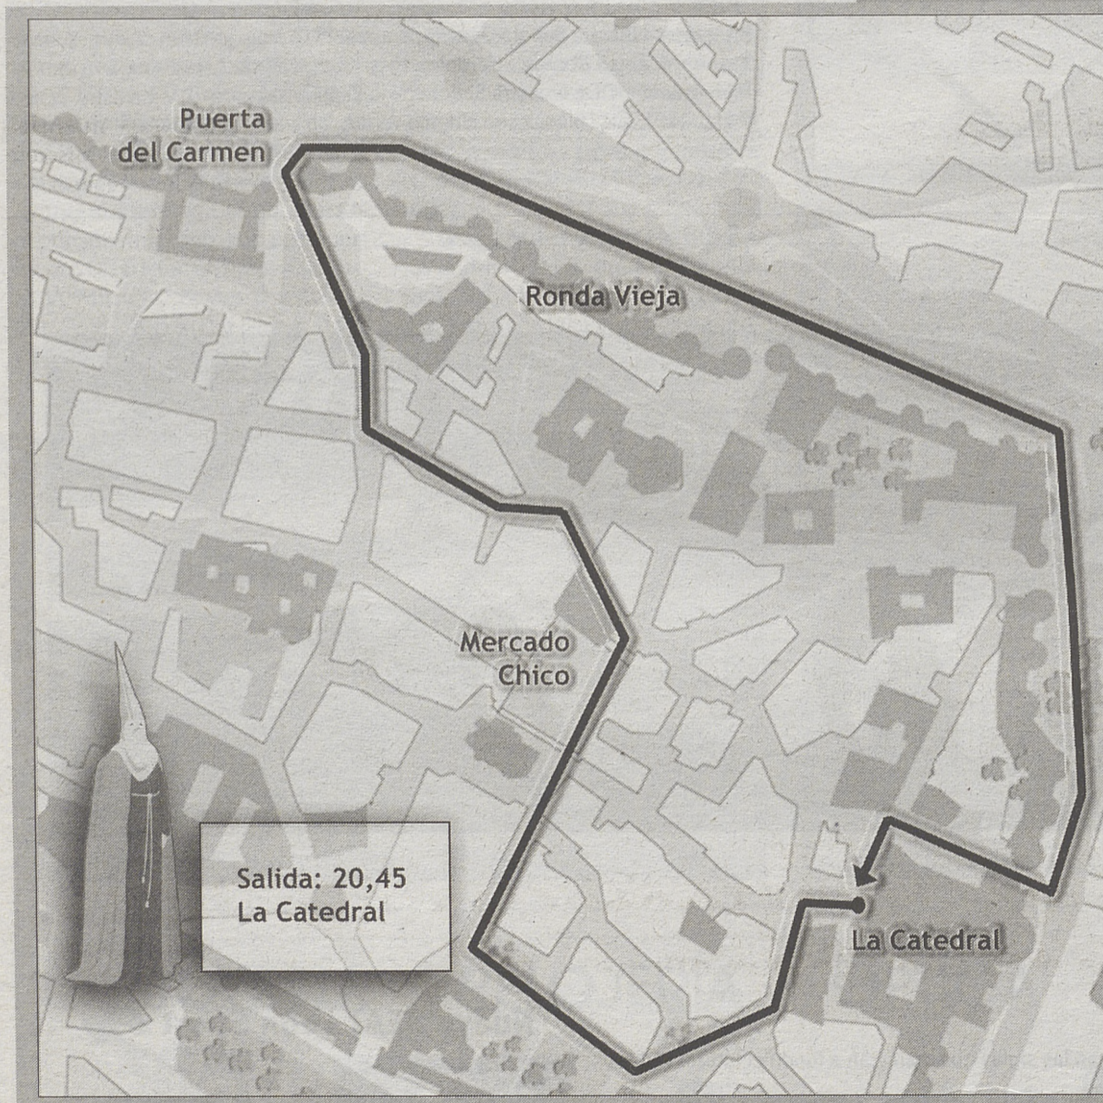 Puerta
del Carmen
Ronda Vieja
Mercado
Chico
Salida: 20,45
La Catedral
La Catedral